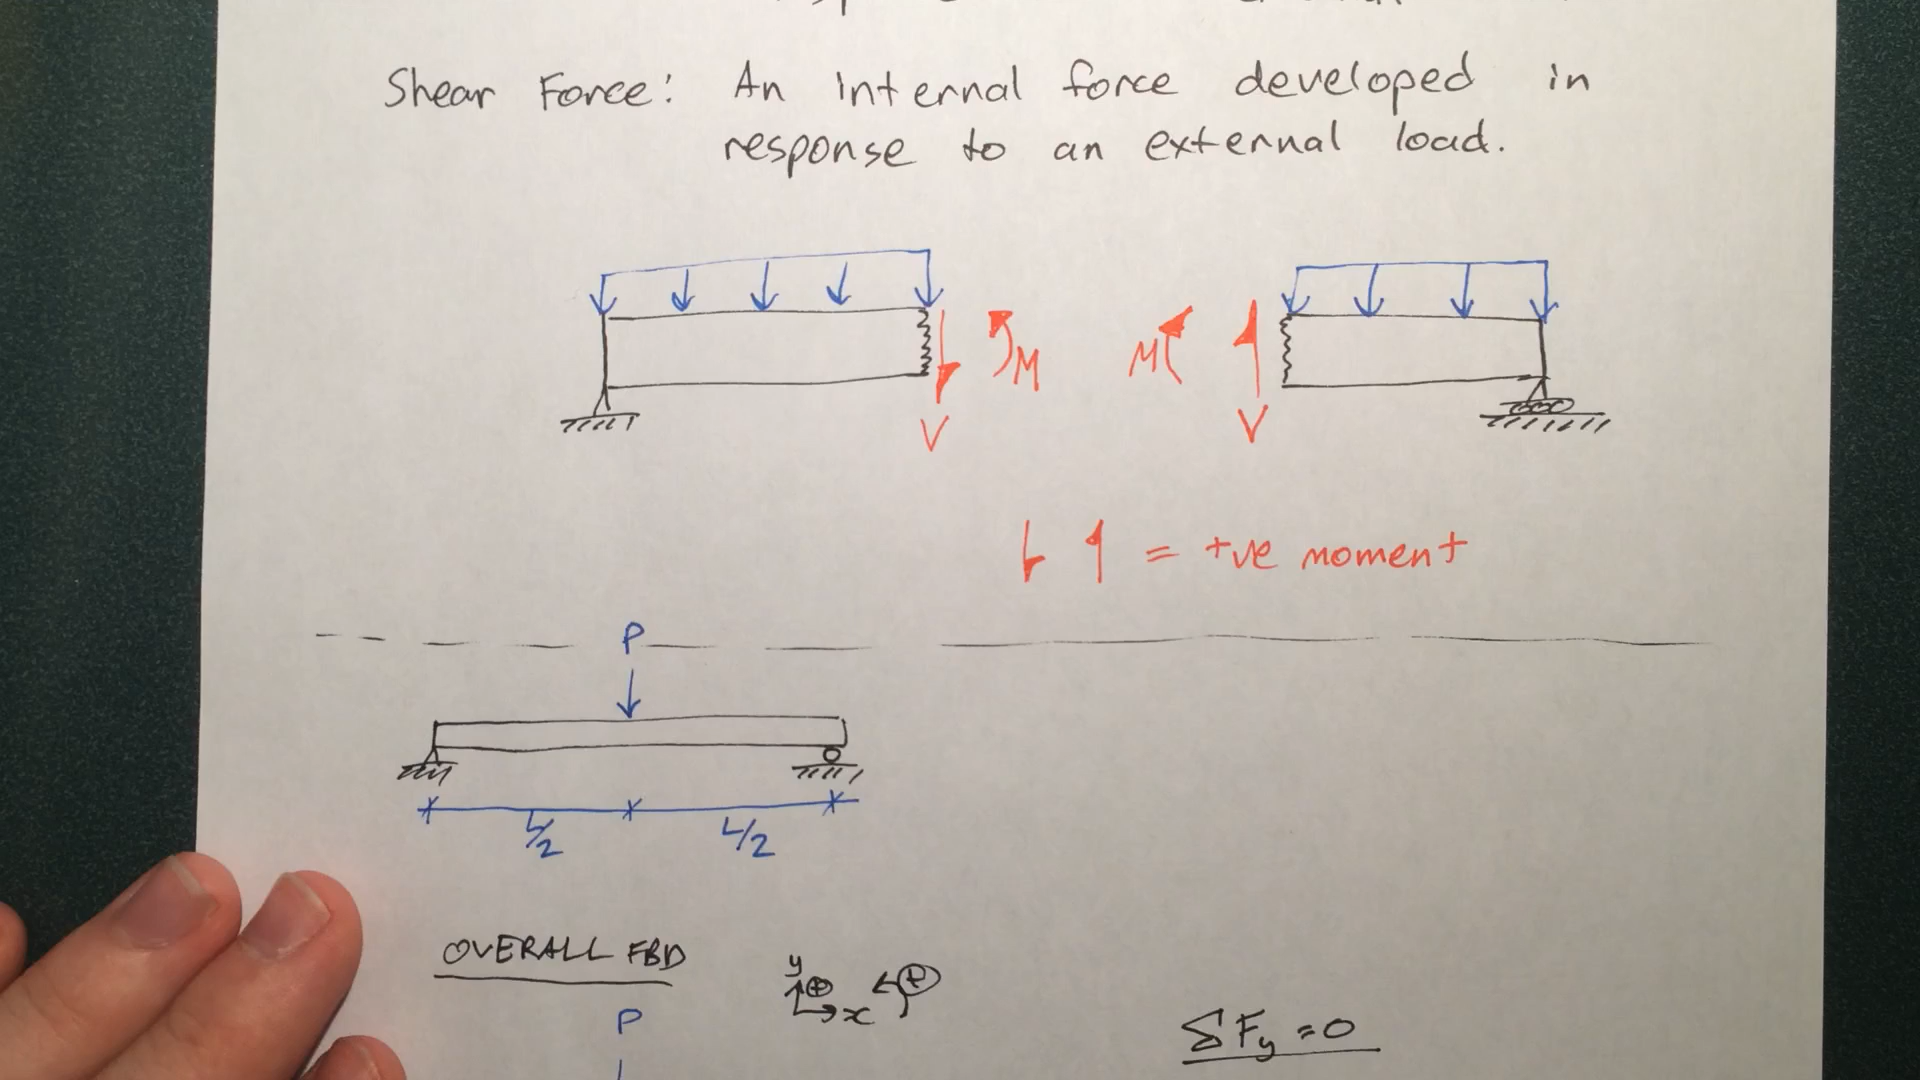 Shear Force: An internal force developed in
response to an external load.
M M
V V
= +ve moment
P
L/2 L/2
OVERALL FBD
y + x +
P
ΣFy = 0